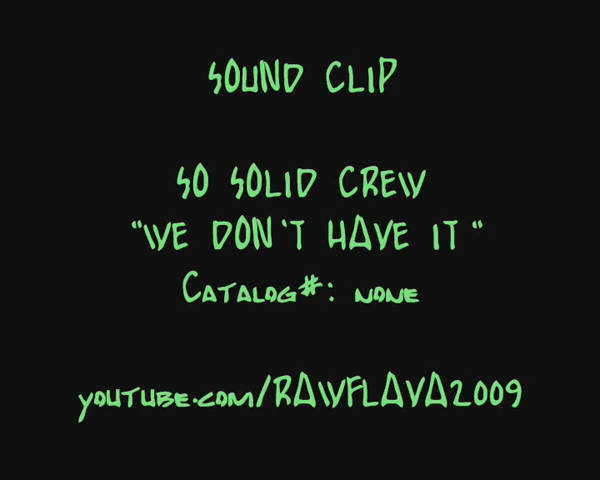 SOUND CLIP
SO SOLID CREW
"WE DON'T HAVE IT"
CATALOG#: NONE
YOUTUBE.COM/RAWFLAVA2009